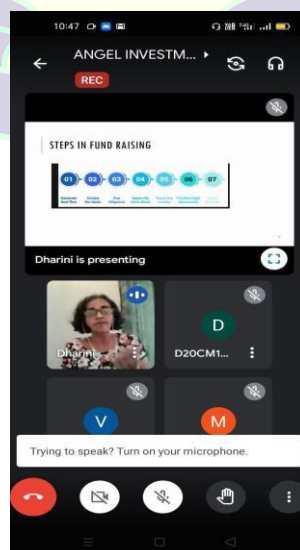 10:47
ANGEL INVESTM...
REC
STEPS IN FUND RAISING
01 02 03 04 05 06 07
Dharini is presenting
Dharini
D20CM1...
D
V
M
Trying to speak? Turn on your microphone.